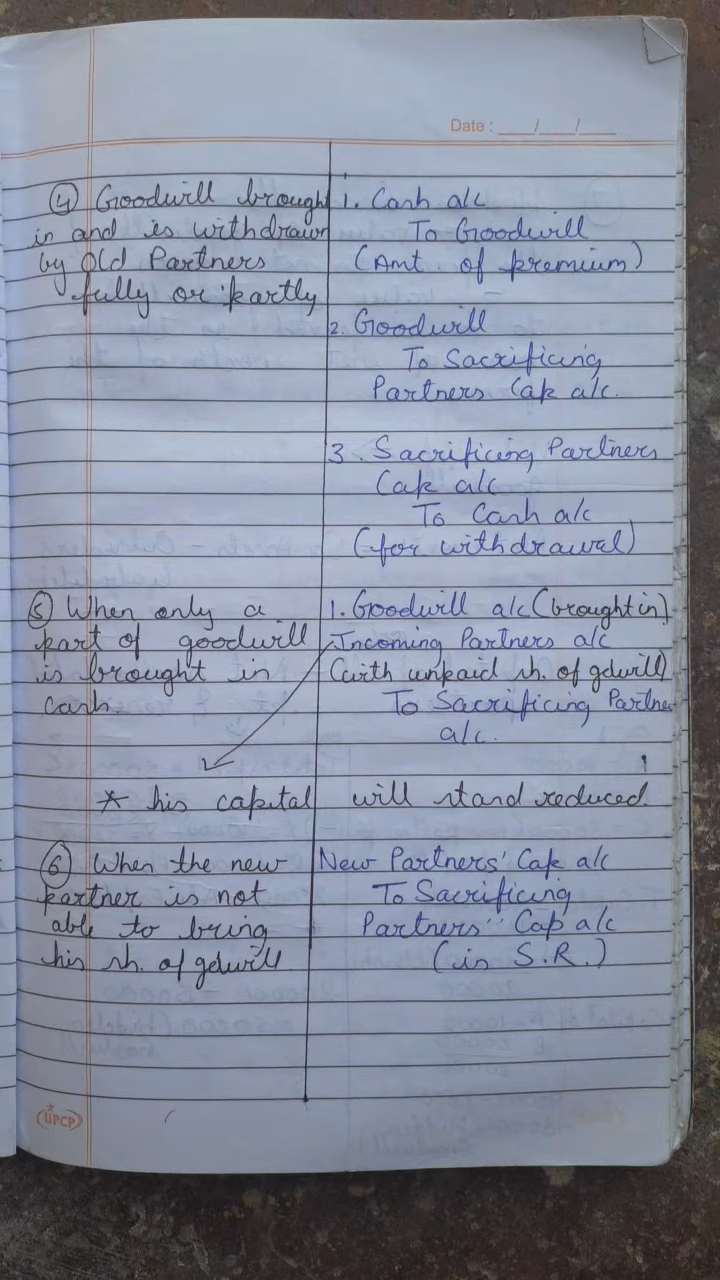 Date : ___/___/___
④ Goodwill brought
in and is withdrawn
by Old Partners
fully or partly
1. Cash a/c
To Goodwill
(Amt. of premium)
2. Goodwill
To Sacrificing
Partners Cap a/c.
3. Sacrificing Partners
Cap a/c
To Cash a/c
(for withdrawal)
⑤ When only a
part of goodwill
is brought in
cash
1. Goodwill a/c (brought in)
Incoming Partners a/c
(with unpaid sh. of gdwill)
To Sacrificing Partner
a/c.
* his capital will stand reduced.
⑥ When the new
partner is not
able to bring
his sh. of gdwill
New Partners' Cap a/c
To Sacrificing
Partners' Cap a/c
(in S.R.)
UPCP